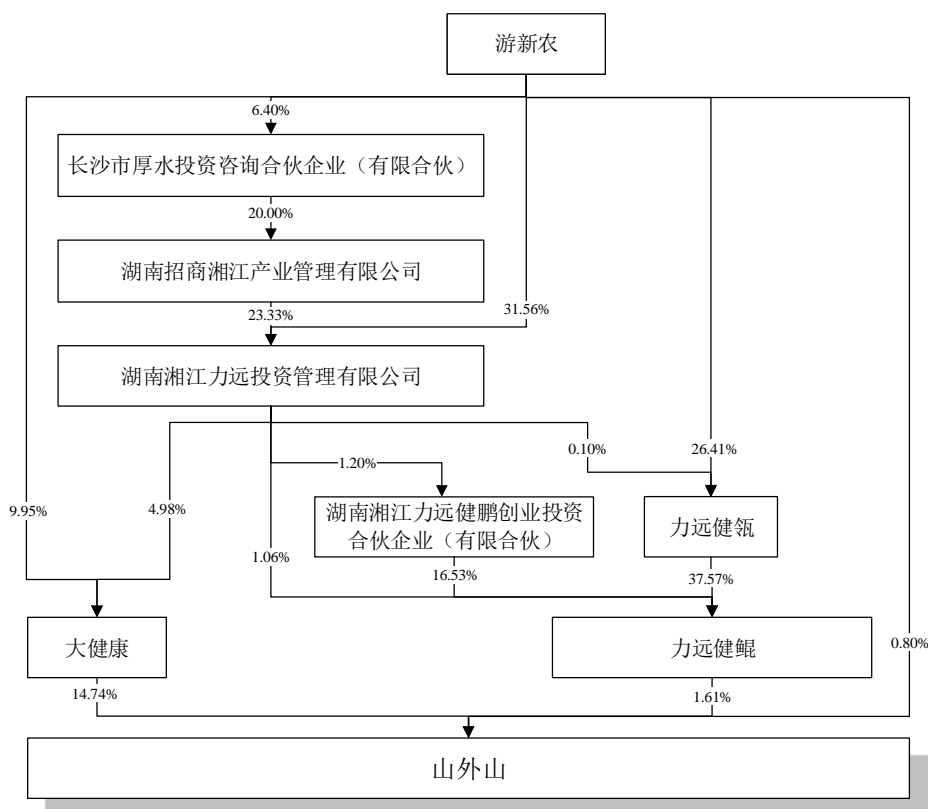 游新农
6.40%
长沙市厚水投资咨询合伙企业（有限合伙）
20.00%
湖南招商湘江产业管理有限公司
23.33%
31.56%
湖南湘江力远投资管理有限公司
0.10%
26.41%
1.20%
9.95%
4.98%
湖南湘江力远健鹏创业投资
合伙企业（有限合伙）
力远健瓴
1.06%
16.53%
37.57%
大健康
力远健鲲
0.80%
14.74%
1.61%
山外山